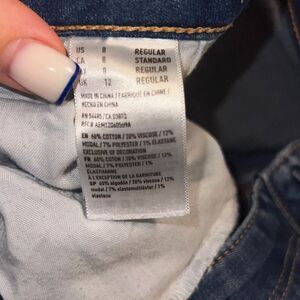 US 8 REGULAR
CA 8 STANDARD
8 REGULAR
UK 12 REGULAR
MADE IN CHINA / FABRIQUÉ EN CHINE /
HECHO EN CHINA
RN 54485 / CA 03873
EN: 60% COTTON / 20% VISCOSE / 12%
MODAL / 7% POLYESTER / 1% ELASTANE
EXCLUSIVE OF DECORATION
FR: 60% COTON / 20% VISCOSE / 12%
MODAL / 7% POLYESTER / 1%
ÉLASTHANNE
À L'EXCEPTION DE LA GARNITURE
SP: 60% algodón / 20% viscose / 12%
modal / 7% / 1%
elastano